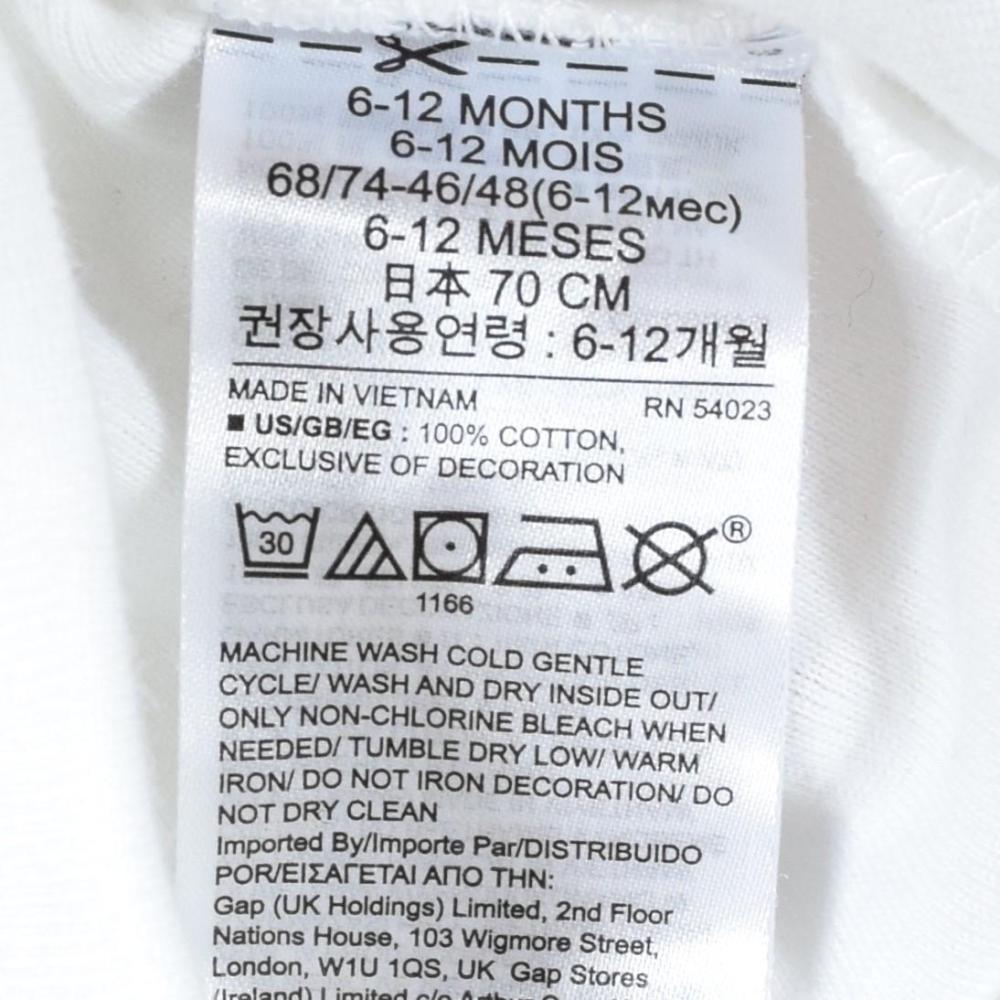 6-12 MONTHS
6-12 MOIS
68/74-46/48(6-12мес)
6-12 MESES
日本 70 CM
권장사용연령 : 6-12개월
MADE IN VIETNAM
RN 54023
■ US/GB/EG : 100% COTTON,
EXCLUSIVE OF DECORATION
30
®
1166
MACHINE WASH COLD GENTLE
CYCLE/ WASH AND DRY INSIDE OUT/
ONLY NON-CHLORINE BLEACH WHEN
NEEDED/ TUMBLE DRY LOW/ WARM
IRON/ DO NOT IRON DECORATION/ DO
NOT DRY CLEAN
Imported By/Importe Par/DISTRIBUIDO
POR/ΕΙΣΑΓΕΤΑΙ ΑΠΟ ΤΗΝ:
Gap (UK Holdings) Limited, 2nd Floor
Nations House, 103 Wigmore Street,
London, W1U 1QS, UK Gap Stores
(Ireland) Limited c/o